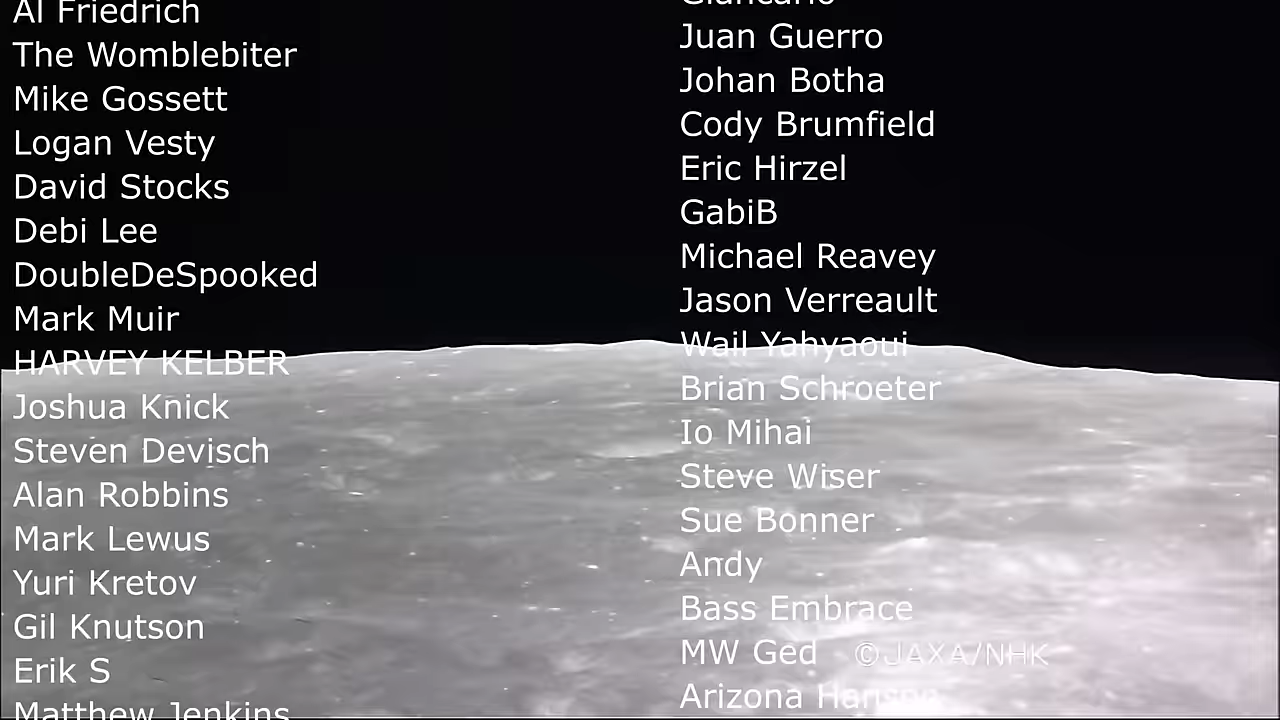 Al Friedrich
The Womblebiter
Mike Gossett
Logan Vesty
David Stocks
Debi Lee
DoubleDeSpooked
Mark Muir
HARVEY KELBER
Joshua Knick
Steven Devisch
Alan Robbins
Mark Lewus
Yuri Kretov
Gil Knutson
Erik S
Matthew Jenkins
Giancarlo
Juan Guerro
Johan Botha
Cody Brumfield
Eric Hirzel
GabiB
Michael Reavey
Jason Verreault
Wail Yahyaoui
Brian Schroeter
Io Mihai
Steve Wiser
Sue Bonner
Andy
Bass Embrace
MW Ged
©JAXA/NHK
Arizona